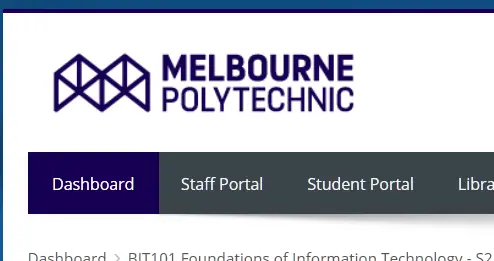 MELBOURNE
POLYTECHNIC
Dashboard Staff Portal Student Portal Libra
Dashboard > BIT101 Foundations of Information Technology - S2